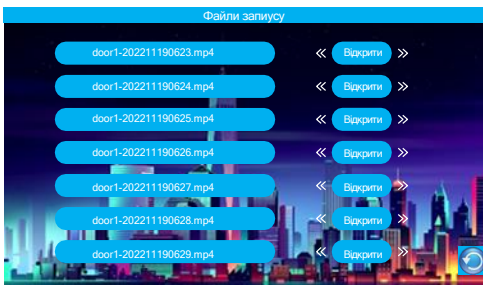 Файли запиусу
door1-202211190623.mp4 « Відкрити »
door1-202211190624.mp4 « Відкрити »
door1-202211190625.mp4 « Відкрити »
door1-202211190626.mp4 « Відкрити »
door1-202211190627.mp4 « Відкрити »
door1-202211190628.mp4 « Відкрити »
door1-202211190629.mp4 « Відкрити »